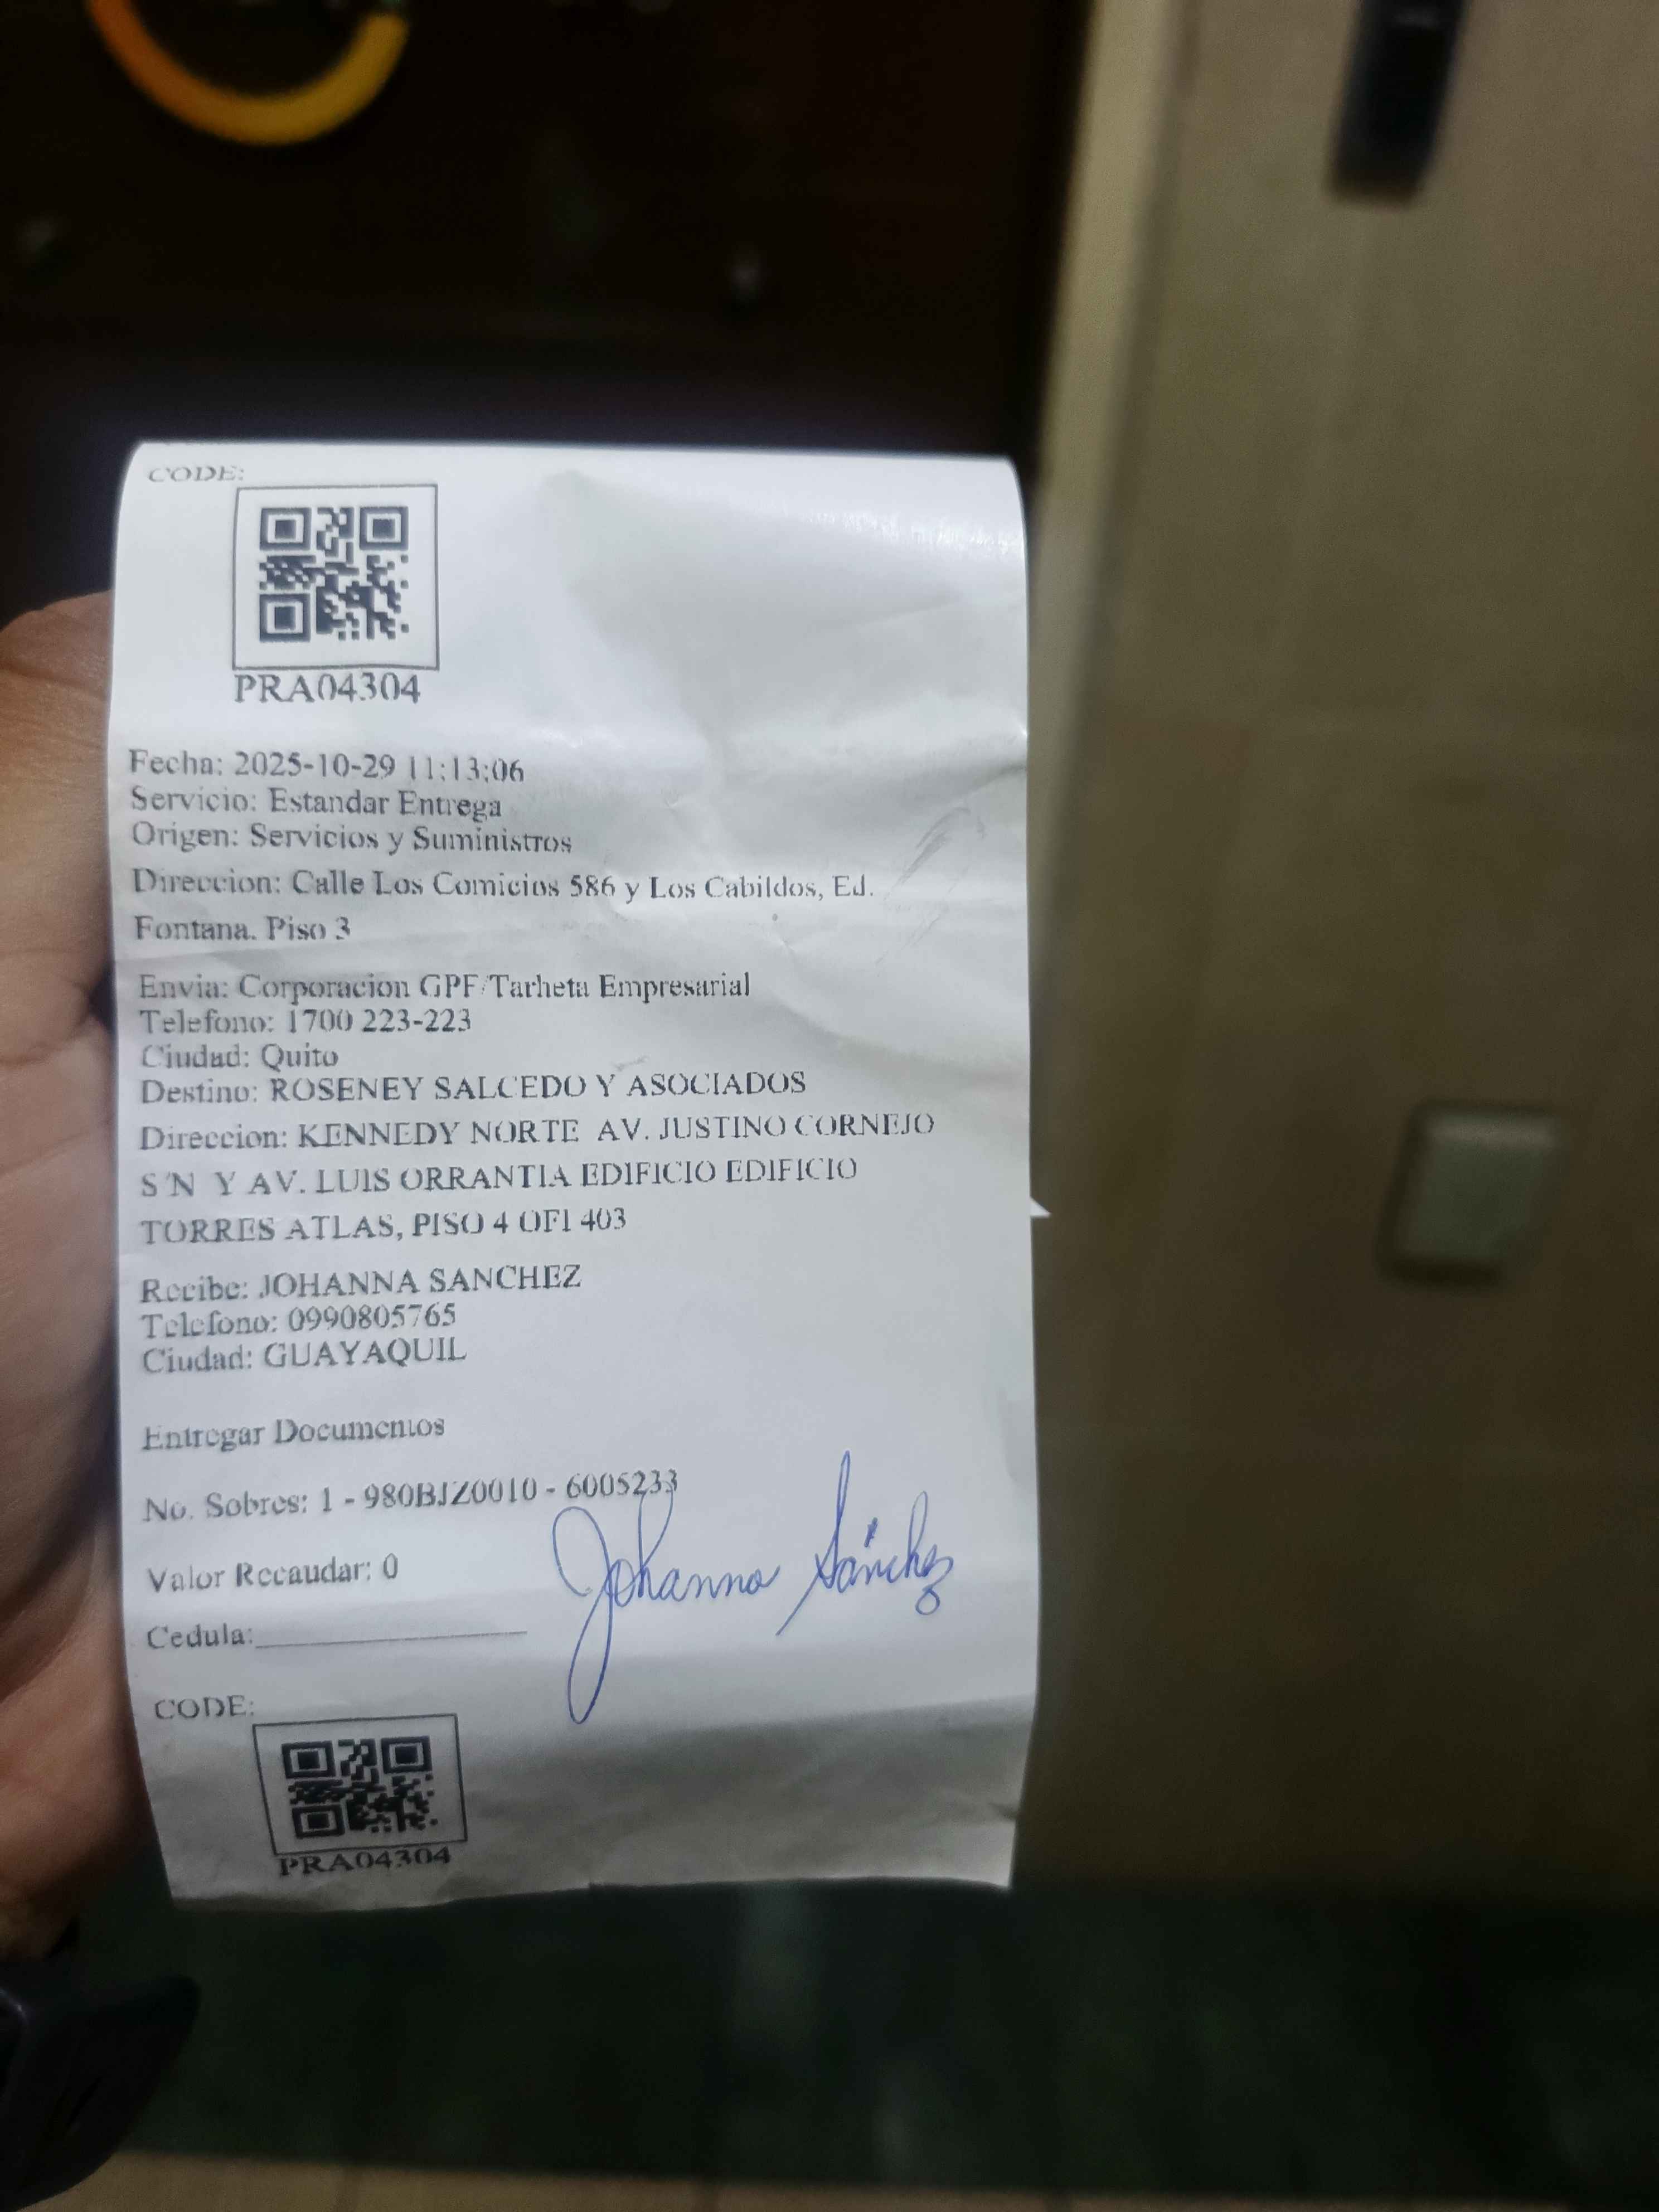 CODE:
PRA04304
Fecha: 2025-10-29 11:13:06
Servicio: Estandar Entrega
Origen: Servicios y Suministros
Direccion: Calle Los Comicios 586 y Los Cabildos, Ed.
Fontana. Piso 3
Envia: Corporacion GPF/Tarheta Empresarial
Telefono: 1700 223-223
Ciudad: Quito
Destino: ROSENEY SALCEDO Y ASOCIADOS
Direccion: KENNEDY NORTE AV. JUSTINO CORNEJO
S/N Y AV. LUIS ORRANTIA EDIFICIO EDIFICIO
TORRES ATLAS, PISO 4 OFI 403
Recibe: JOHANNA SANCHEZ
Telefono: 0990805765
Ciudad: GUAYAQUIL
Entregar Documentos
No. Sobres: 1 - 980BJZ0010 - 6005233
Johanna Sánchez
Valor Recaudar: 0
Cedula:
CODE:
PRA04304